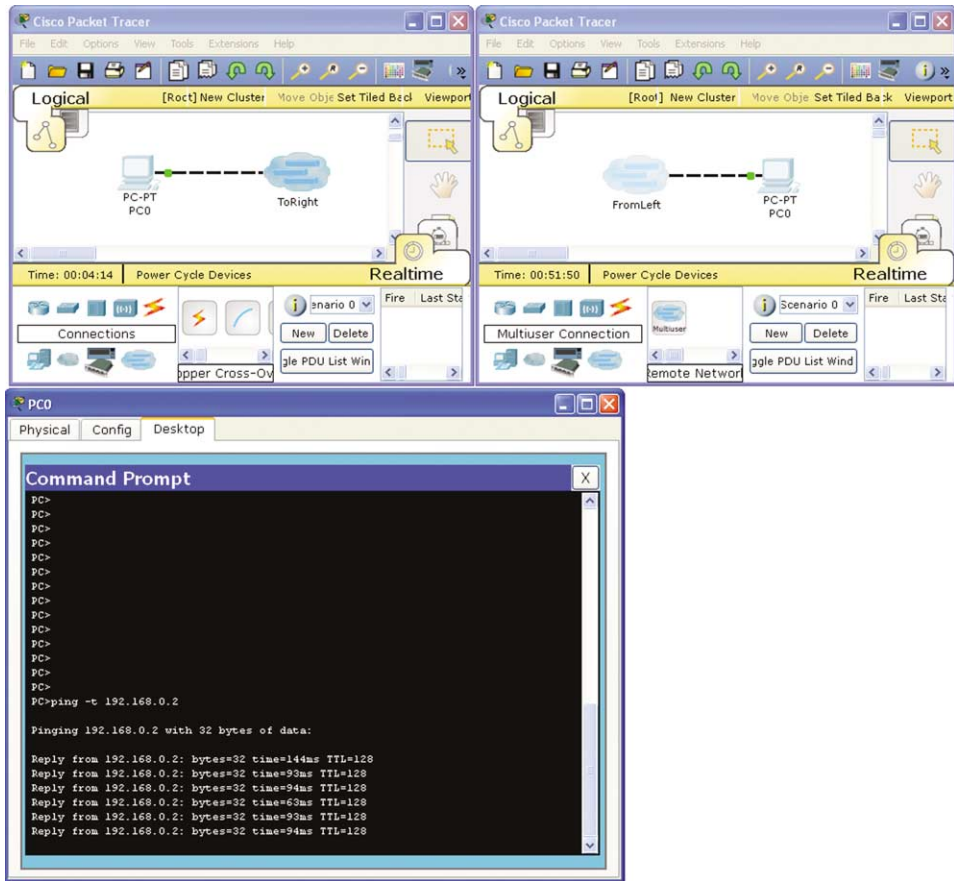 Cisco Packet Tracer
File Edit Options View Tools Extensions Help
Logical [Root] New Cluster Move Obje Set Tiled Back Viewport
PC-PT
PC0
ToRight
Time: 00:04:14 Power Cycle Devices Realtime
Connections
opper Cross-Ov
i enario 0
New Delete
gle PDU List Win
Fire Last Sta
Cisco Packet Tracer
File Edit Options View Tools Extensions Help
Logical [Root] New Cluster Move Obje Set Tiled Ba k Viewport
FromLeft
PC-PT
PC0
Time: 00:51:50 Power Cycle Devices Realtime
Multiuser Connection
Multiuser
Remote Network
i Scenario 0
New Delete
ggle PDU List Wind
Fire Last Sta
PC0
Physical Config Desktop
Command Prompt X
PC>
PC>
PC>
PC>
PC>
PC>
PC>
PC>
PC>
PC>
PC>
PC>
PC>
PC>
PC>ping -t 192.168.0.2
Pinging 192.168.0.2 with 32 bytes of data:
Reply from 192.168.0.2: bytes=32 time=144ms TTL=128
Reply from 192.168.0.2: bytes=32 time=93ms TTL=128
Reply from 192.168.0.2: bytes=32 time=94ms TTL=128
Reply from 192.168.0.2: bytes=32 time=63ms TTL=128
Reply from 192.168.0.2: bytes=32 time=93ms TTL=128
Reply from 192.168.0.2: bytes=32 time=94ms TTL=128